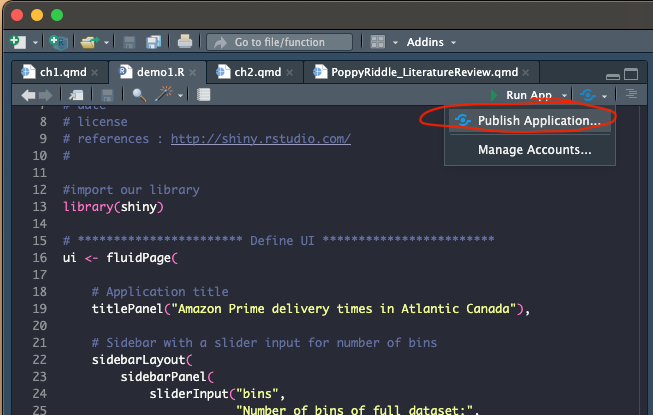 Go to file/function
Addins
ch1.qmd
demo1.R
ch2.qmd
PoppyRiddle_LiteratureReview.qmd
Run App
Publish Application...
Manage Accounts...
# date
8 # license
9 # references : http://shiny.rstudio.com/
10 #
11
12 #import our library
13 library(shiny)
14
15 # *********************** Define UI ************************
16 ui <- fluidPage(
17
18 # Application title
19 titlePanel("Amazon Prime delivery times in Atlantic Canada"),
20
21 # Sidebar with a slider input for number of bins
22 sidebarLayout(
23 sidebarPanel(
24 sliderInput("bins",
25 "Number of bins of full dataset:",